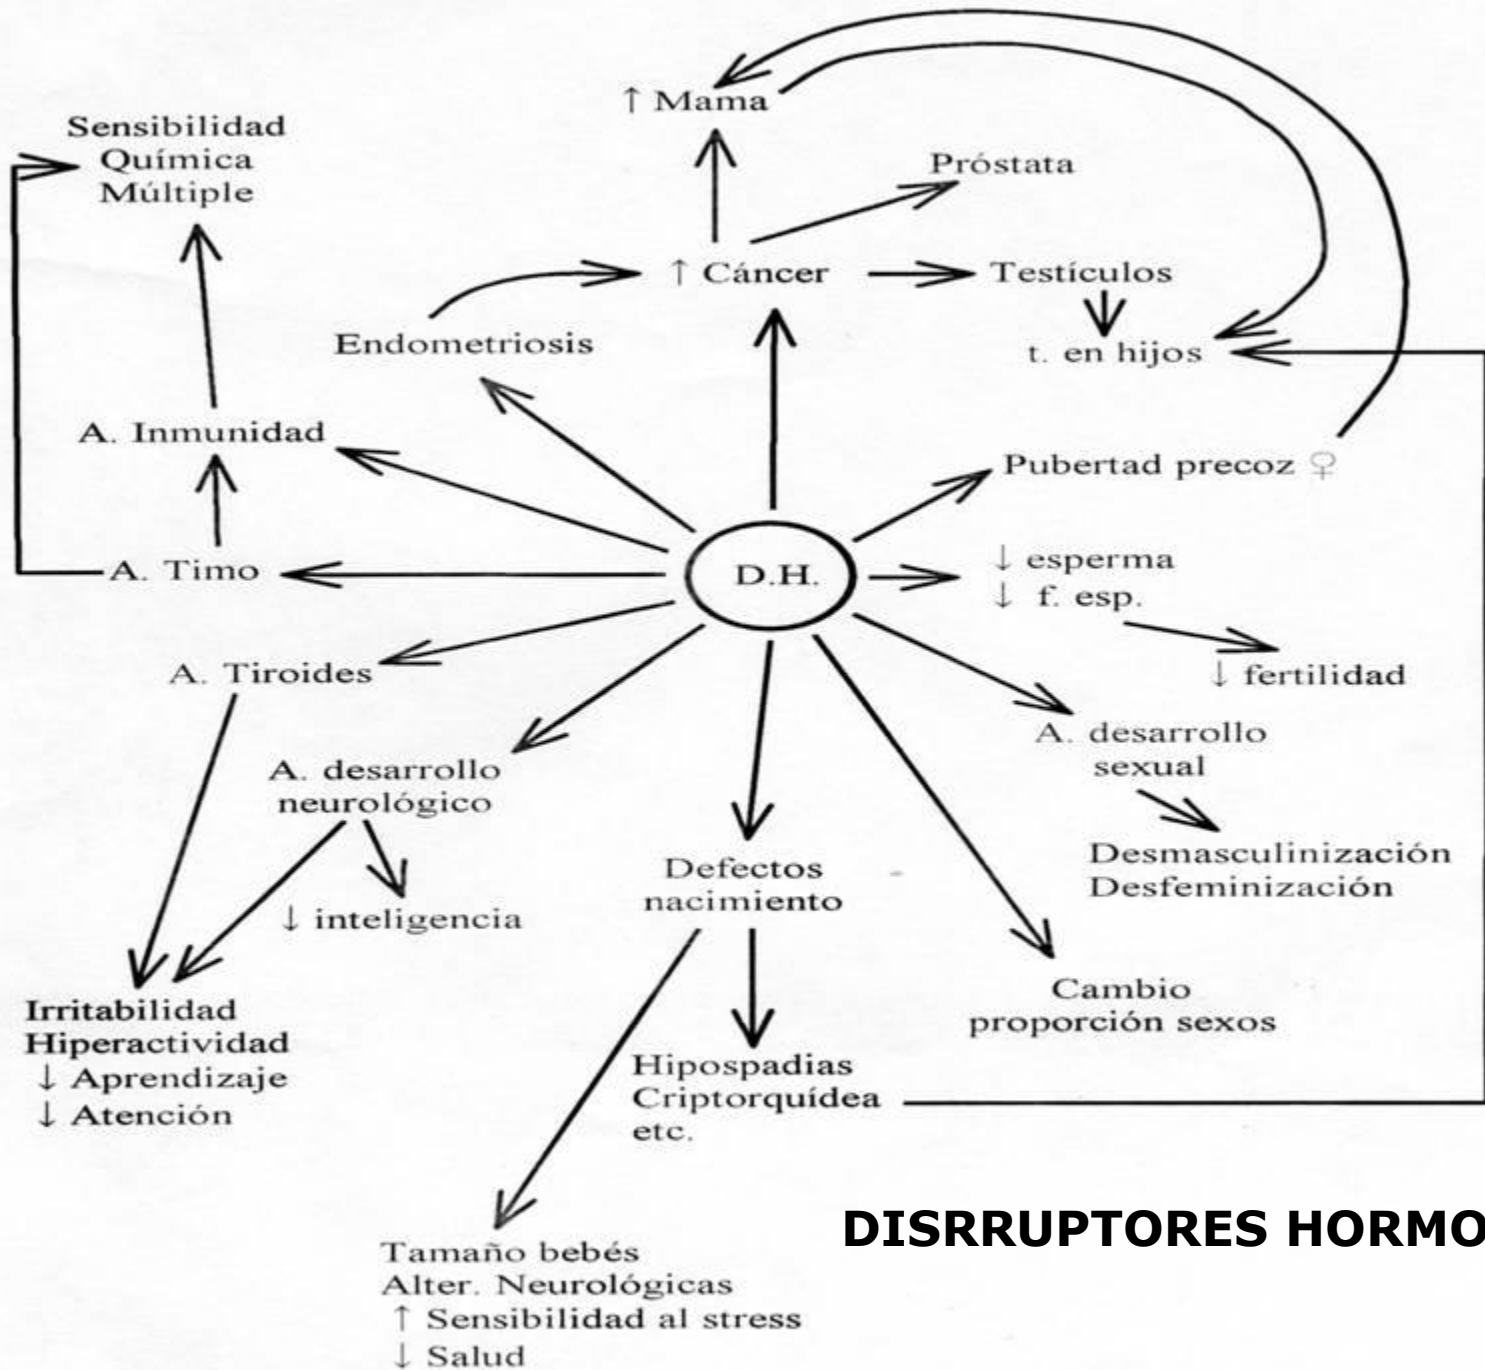 ↑ Mama
Sensibilidad
Química
Múltiple
Próstata
↑ Cáncer
Testículos
Endometriosis
t. en hijos
A. Inmunidad
Pubertad precoz ♀
D.H.
↓ esperma
↓ f. esp.
A. Timo
A. Tiroides
↓ fertilidad
A. desarrollo
sexual
A. desarrollo
neurológico
Desmasculinización
Desfeminización
Defectos
nacimiento
↓ inteligencia
Irritabilidad
Hiperactividad
↓ Aprendizaje
↓ Atención
Cambio
proporción sexos
Hipospadias
Criptorquídea
etc.
DISRRUPTORES HORMO
Tamaño bebés
Alter. Neurológicas
↑ Sensibilidad al stress
↓ Salud